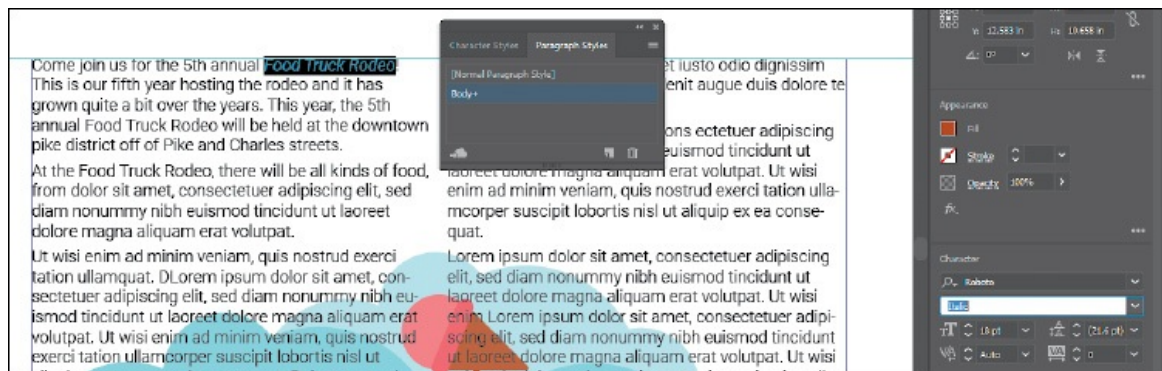 Come join us for the 5th annual Food Truck Rodeo.
This is our fifth year hosting the rodeo and it has
grown quite a bit over the years. This year, the 5th
annual Food Truck Rodeo will be held at the downtown
pike district off of Pike and Charles streets.
At the Food Truck Rodeo, there will be all kinds of food,
from dolor sit amet, consectetuer adipiscing elit, sed
diam nonummy nibh euismod tincidunt ut laoreet
dolore magna aliquam erat volutpat.
Ut wisi enim ad minim veniam, quis nostrud exerci
tation ullamquat. DLorem ipsum dolor sit amet, con-
sectetuer adipiscing elit, sed diam nonummy nibh eu-
ismod tincidunt ut laoreet dolore magna aliquam erat
volutpat. Ut wisi enim ad minim veniam, quis nostrud
exerci tation ullamcorper suscipit lobortis nisl ut
Character Styles Paragraph Styles
[Normal Paragraph Style]
Body+
et iusto odio dignissim
enit augue duis dolore te
ons ectetuer adipiscing
euismod tincidunt ut
laoreet dolore magna aliquam erat volutpat. Ut wisi
enim ad minim veniam, quis nostrud exerci tation ulla-
mcorper suscipit lobortis nisl ut aliquip ex ea conse-
quat.
Lorem ipsum dolor sit amet, consectetuer adipiscing
elit, sed diam nonummy nibh euismod tincidunt ut
laoreet dolore magna aliquam erat volutpat. Ut wisi
enim Lorem ipsum dolor sit amet, consectetuer adipi-
scing elit, sed diam nonummy nibh euismod tincidunt
ut laoreet dolore magna aliquam erat volutpat. Ut wisi
Y: 12.583 in H: 10.658 in
0°
Appearance
Fill
Stroke
Opacity 100%
fx.
Character
Roboto
Italic
18 pt (21.6 pt)
Auto 0